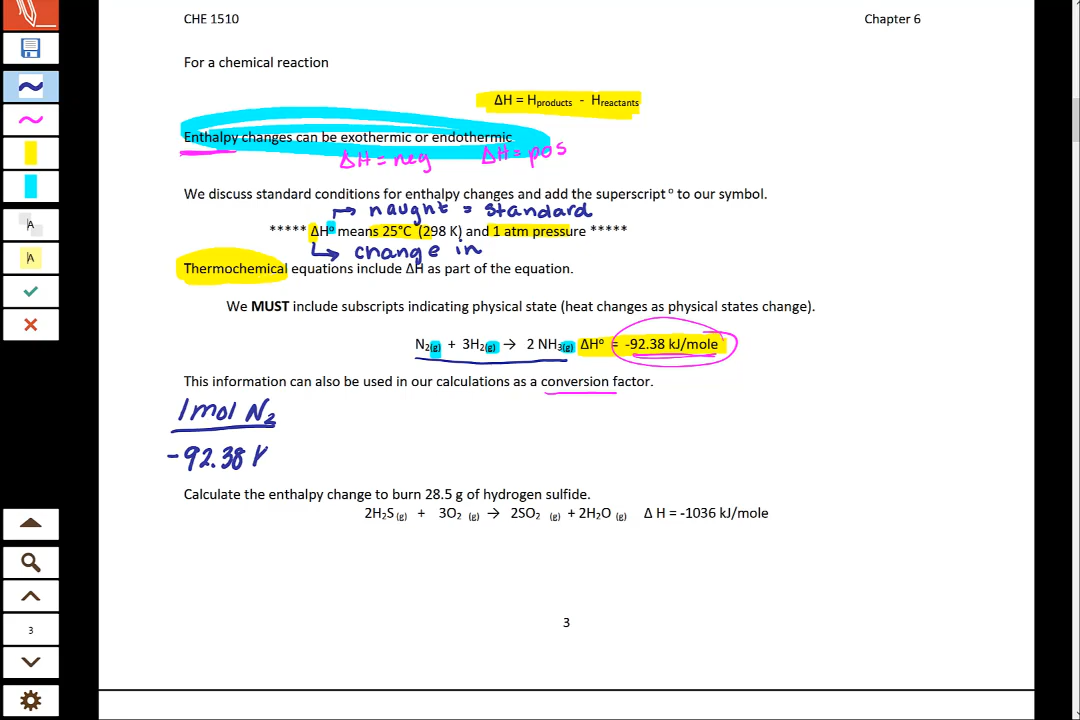 CHE 1510 Chapter 6
For a chemical reaction
ΔH = Hproducts - Hreactants
Enthalpy changes can be exothermic or endothermic
ΔH = neg ΔH = pos
We discuss standard conditions for enthalpy changes and add the superscript º to our symbol.
naught = standard
***** ΔHº means 25°C (298 K) and 1 atm pressure *****
change in
Thermochemical equations include ΔH as part of the equation.
We MUST include subscripts indicating physical state (heat changes as physical states change).
N₂(g) + 3H₂(g) → 2 NH₃(g) ΔHº = -92.38 kJ/mole
This information can also be used in our calculations as a conversion factor.
1 mol N₂
-92.38 k
Calculate the enthalpy change to burn 28.5 g of hydrogen sulfide.
2H₂S (g) + 3O₂ (g) → 2SO₂ (g) + 2H₂O (g) Δ H = -1036 kJ/mole
3
A
A
3